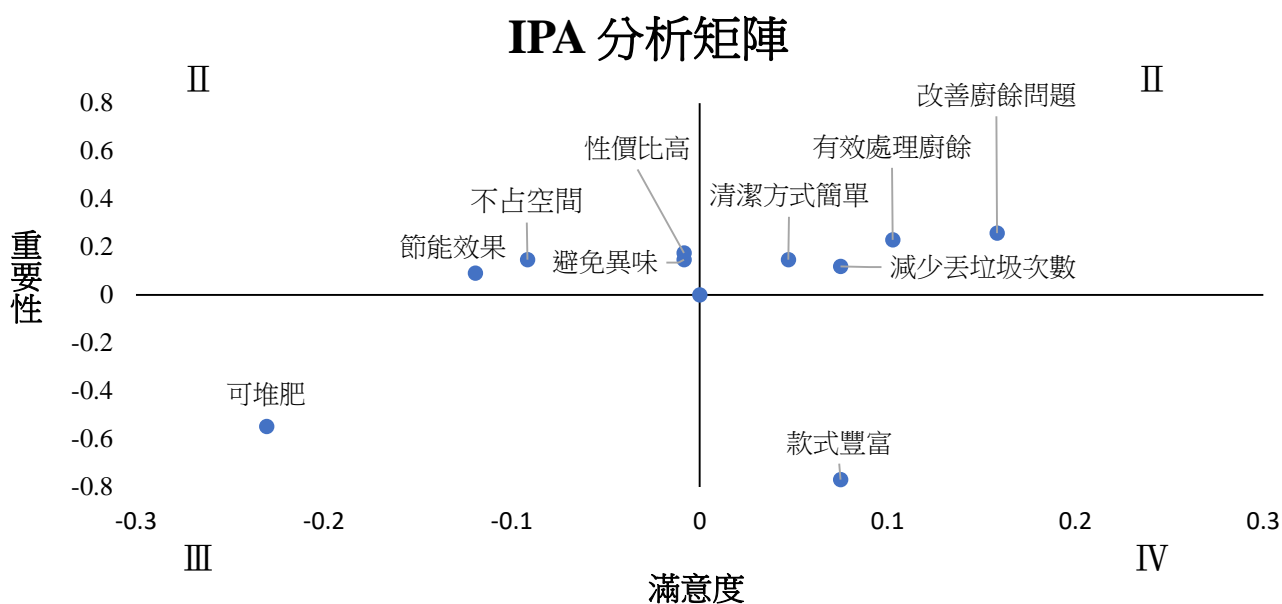 IPA 分析矩陣
Ⅱ
Ⅱ
改善廚餘問題
0.8
性價比高
有效處理廚餘
0.6
不占空間
清潔方式簡單
0.4
節能效果
避免異味
減少丟垃圾次數
0.2
重要性
0
-0.2
-0.4
可堆肥
款式豐富
-0.6
-0.8
-0.3
-0.2
-0.1
0
0.1
0.2
0.3
Ⅲ
Ⅳ
滿意度